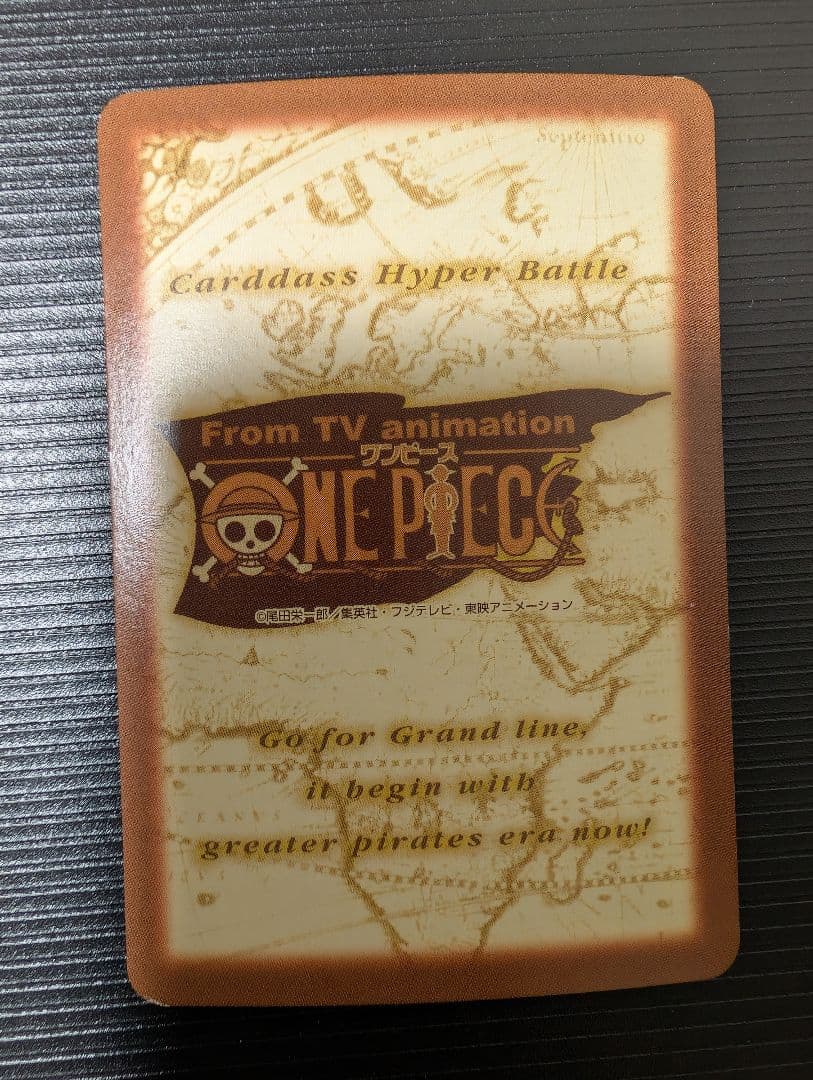 Septentrio
Carddass Hyper Battle
From TV animation
ワンピース
ONE PIECE
©尾田栄一郎／集英社・フジテレビ・東映アニメーション
Go for Grand line,
it begin with
greater pirates era now!